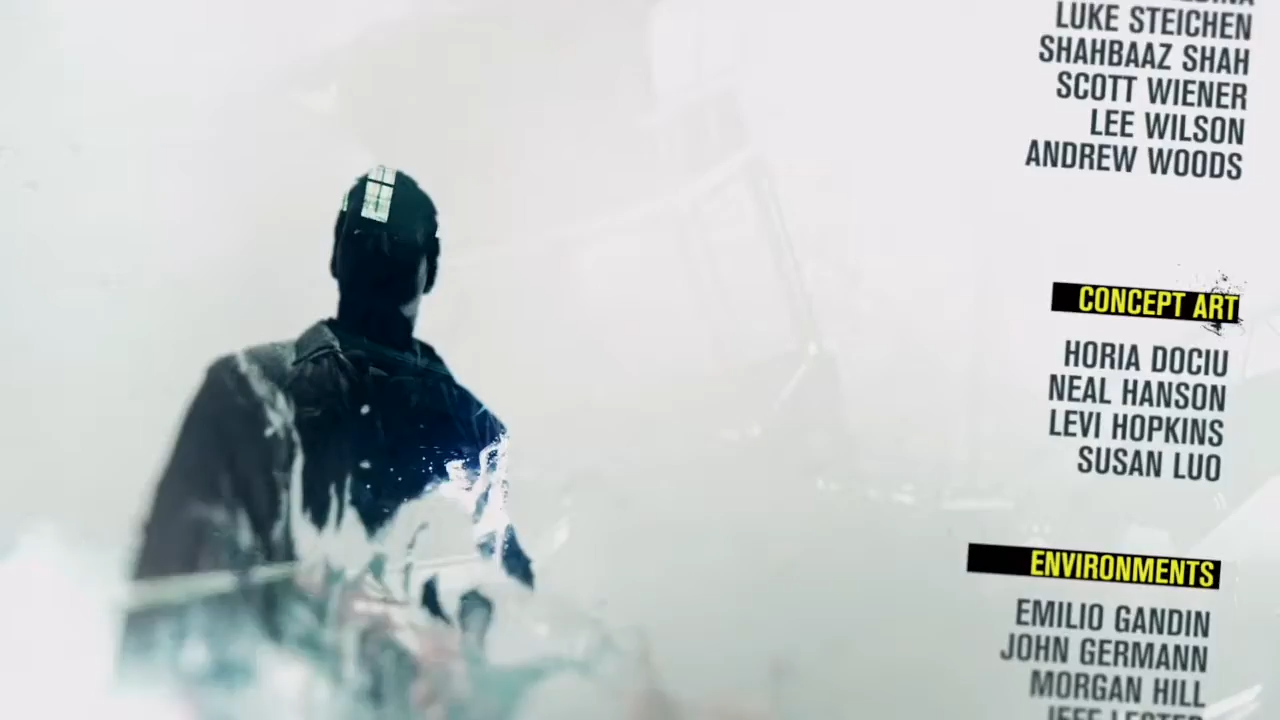 LUKE STEICHEN
SHAHBAAZ SHAH
SCOTT WIENER
LEE WILSON
ANDREW WOODS
CONCEPT ART
HORIA DOCIU
NEAL HANSON
LEVI HOPKINS
SUSAN LUO
ENVIRONMENTS
EMILIO GANDIN
JOHN GERMANN
MORGAN HILL